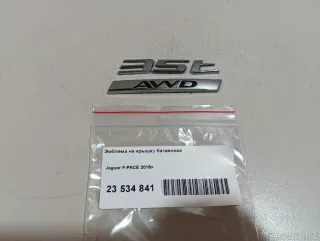 35t
AWD
Эмблема на крышку багажника
Jaguar F-PACE 2016>
23 534 841